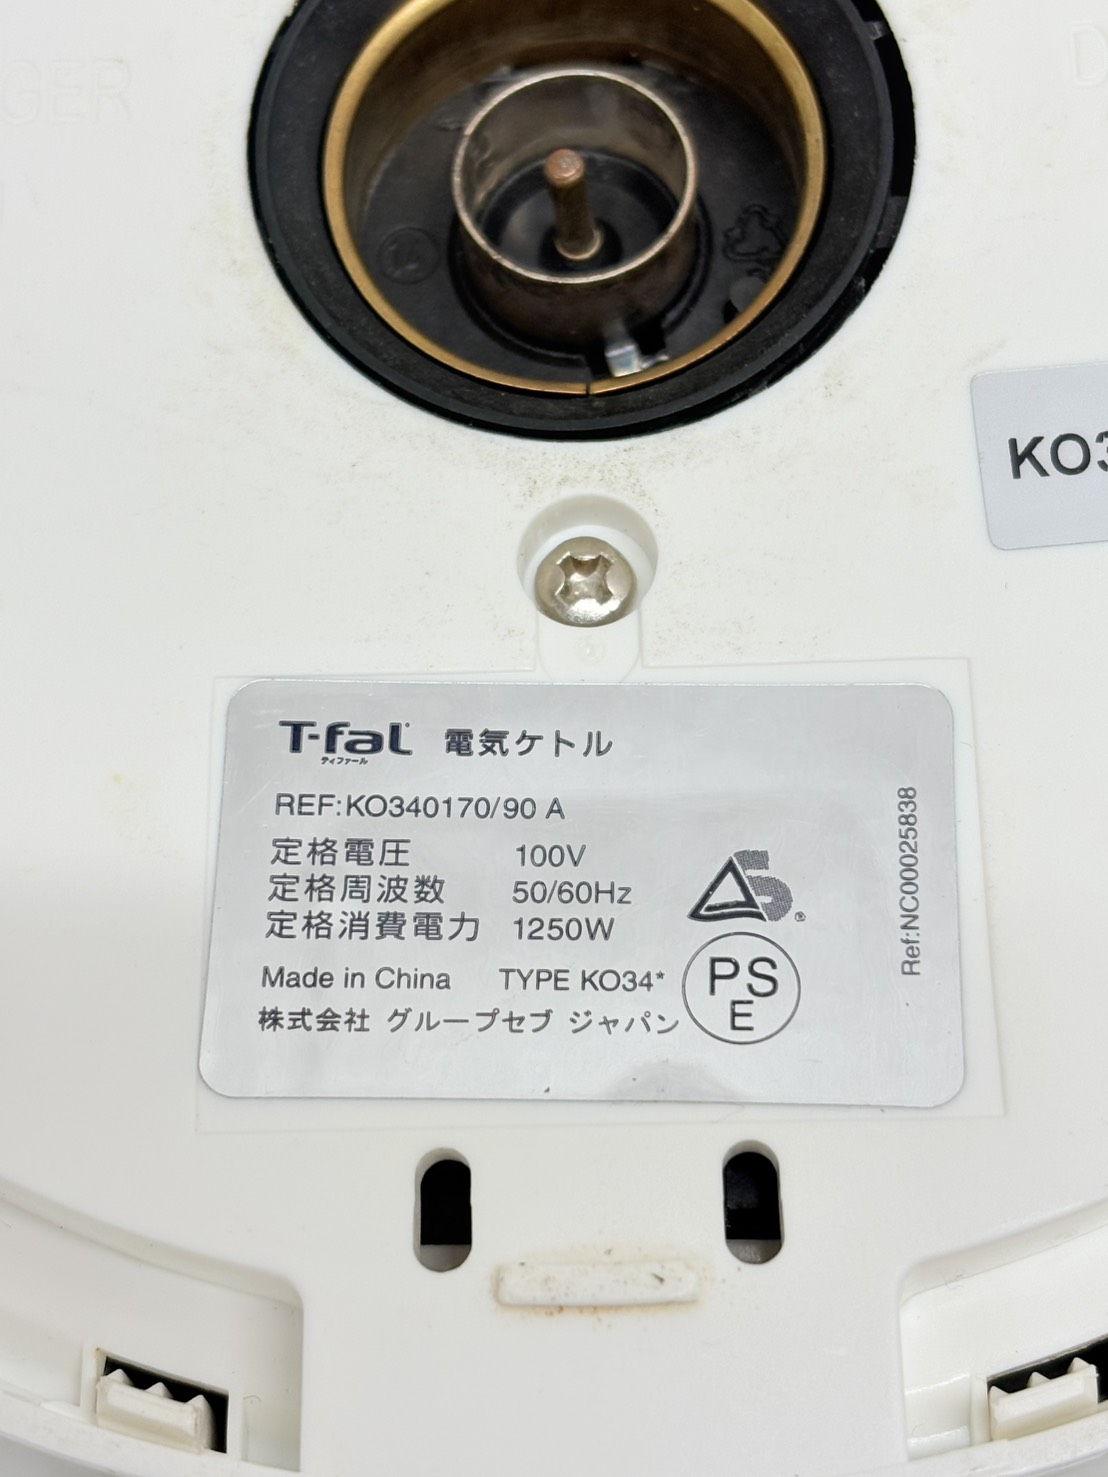 GER
D
KO3
T-faL 電気ケトル
ティファール
REF:KO340170/90 A
定格電圧 100V
定格周波数 50/60Hz
定格消費電力 1250W
Made in China TYPE KO34*
株式会社 グループセブ ジャパン
PS
E
Ref:NC00025838